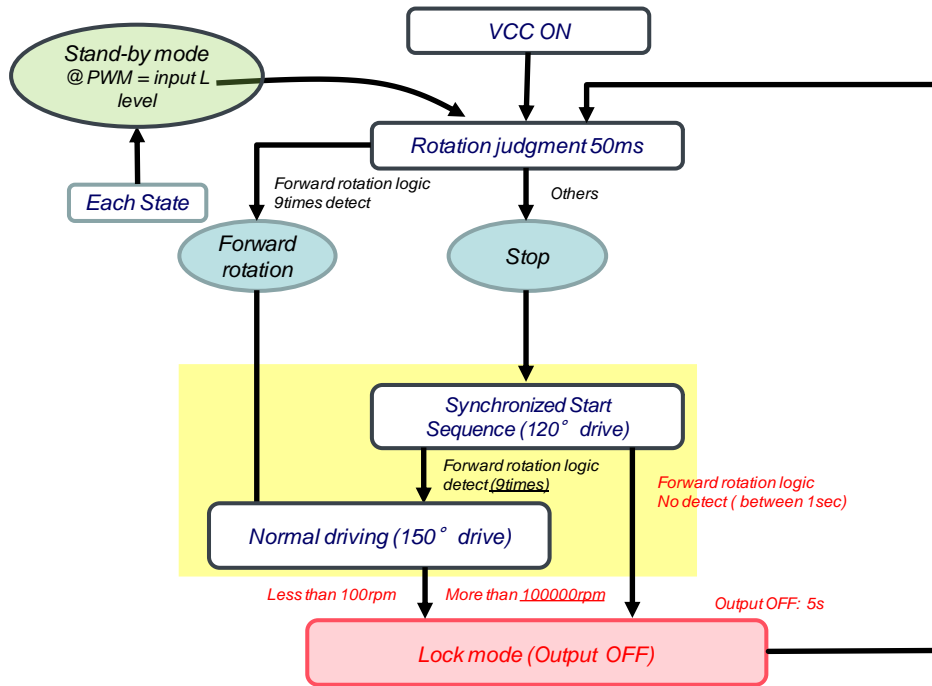 VCC ON
Stand-by mode
@ PWM = input L
level
Rotation judgment 50ms
Each State
Forward rotation logic
9times detect
Others
Forward
rotation
Stop
Synchronized Start
Sequence (120° drive)
Forward rotation logic
detect (9times)
Forward rotation logic
No detect ( between 1sec)
Normal driving (150° drive)
Less than 100rpm
More than 100000rpm
Output OFF: 5s
Lock mode (Output OFF)